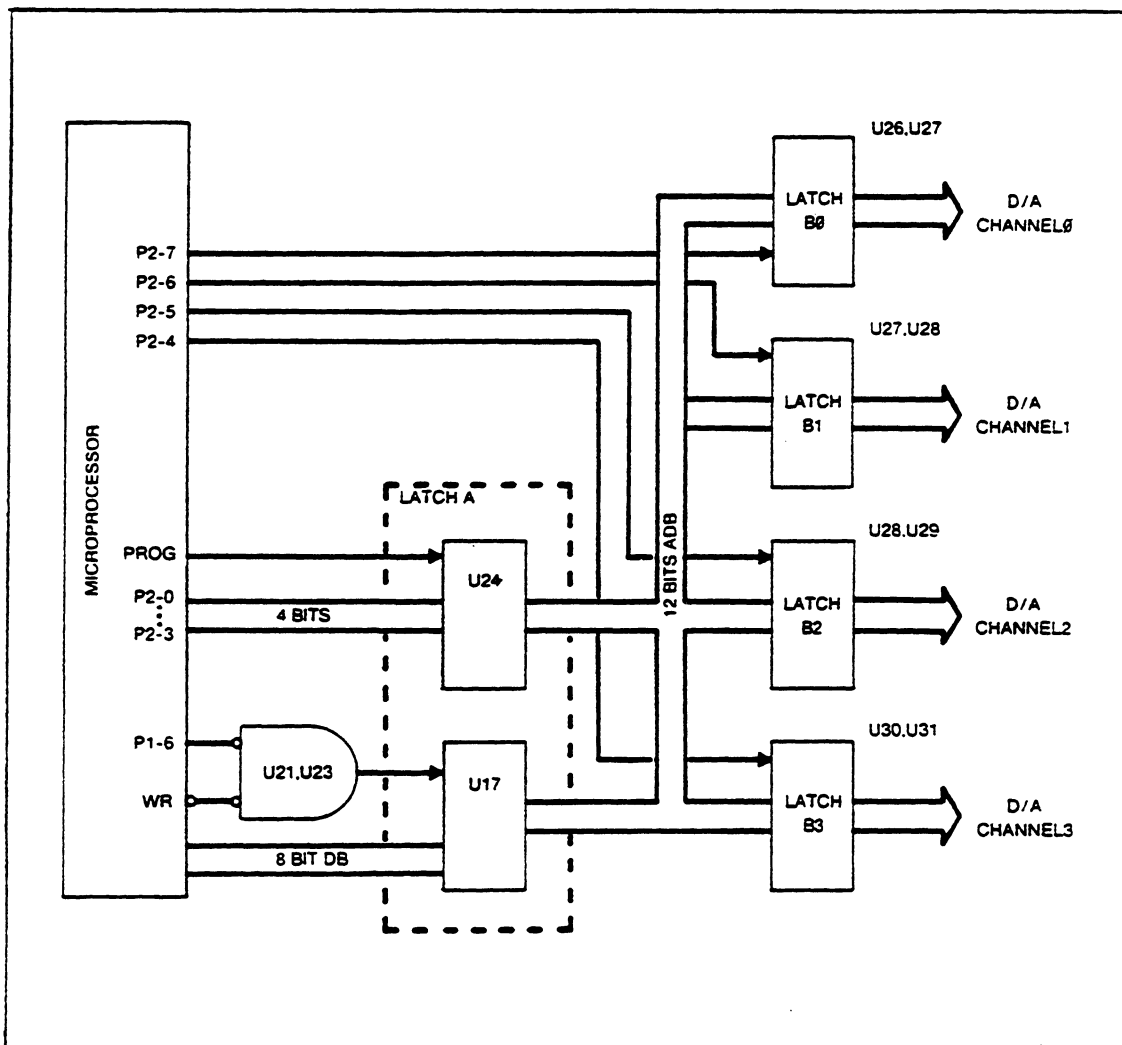 MICROPROCESSOR
P2-7
P2-6
P2-5
P2-4
PROG
P2-0
P2-3
P1-6
WR
4 BITS
8 BIT DB
U21,U23
LATCH A
U24
U17
12 BITS ADB
U26,U27
LATCH
BØ
D/A
CHANNELØ
U27,U28
LATCH
B1
D/A
CHANNEL1
U28,U29
LATCH
B2
D/A
CHANNEL2
U30,U31
LATCH
B3
D/A
CHANNEL3